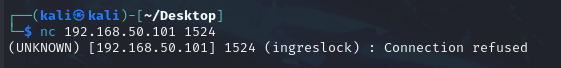 ┌──(kali㉿kali)-[~/Desktop]
└─$ nc 192.168.50.101 1524
(UNKNOWN) [192.168.50.101] 1524 (ingreslock) : Connection refused